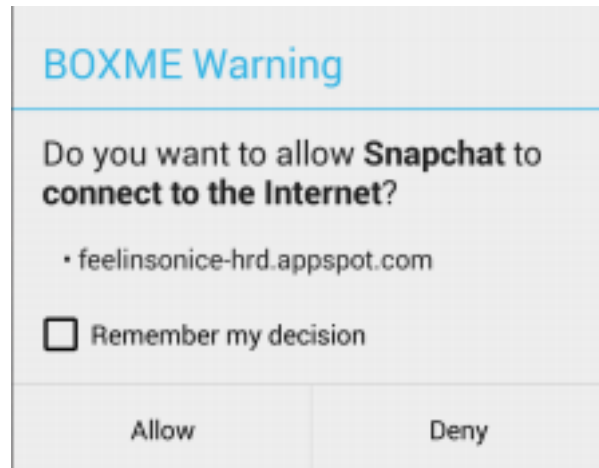 BOXME Warning
Do you want to allow Snapchat to
connect to the Internet?
• feelinsonice-hrd.appspot.com
Remember my decision
Allow Deny